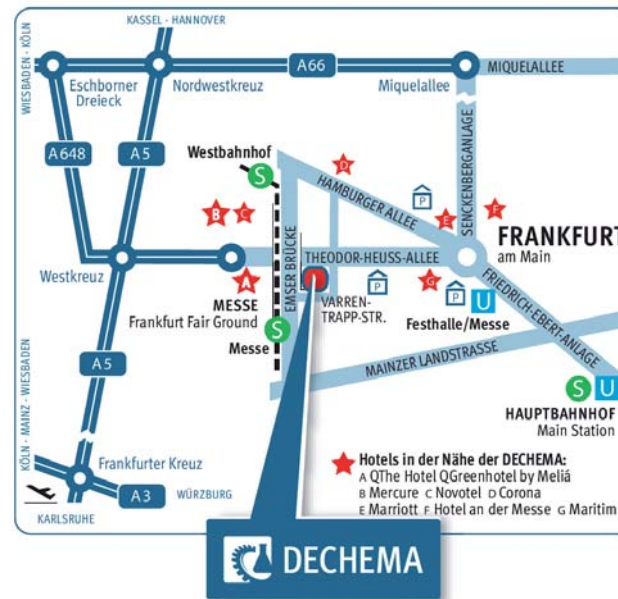 KASSEL - HANNOVER
WIESBADEN - KÖLN
A66
MIQUELALLEE
Eschborner
Dreieck
Nordwestkreuz
Miquelallee
A648
A5
Westbahnhof
S
D
HAMBURGER ALLEE
P
SENCKENBERGANLAGE
B
C
E
F
FRANKFURT
am Main
Westkreuz
A
EMSER BRÜCKE
THEODOR-HEUSS-ALLEE
G
P
P
U
FRIEDRICH-EBERT-ANLAGE
MESSE
Frankfurt Fair Ground
VARREN-
TRAPP-STR.
Festhalle/Messe
Messe
S
A5
MAINZER LANDSTRASSE
S U
HAUPTBAHNHOF
Main Station
KÖLN - MAINZ - WIESBADEN
Frankfurter Kreuz
A3
WÜRZBURG
KARLSRUHE
Hotels in der Nähe der DECHEMA:
A QThe Hotel QGreenhotel by Meliá
B Mercure C Novotel D Corona
E Marriott F Hotel an der Messe G Maritim
DECHEMA